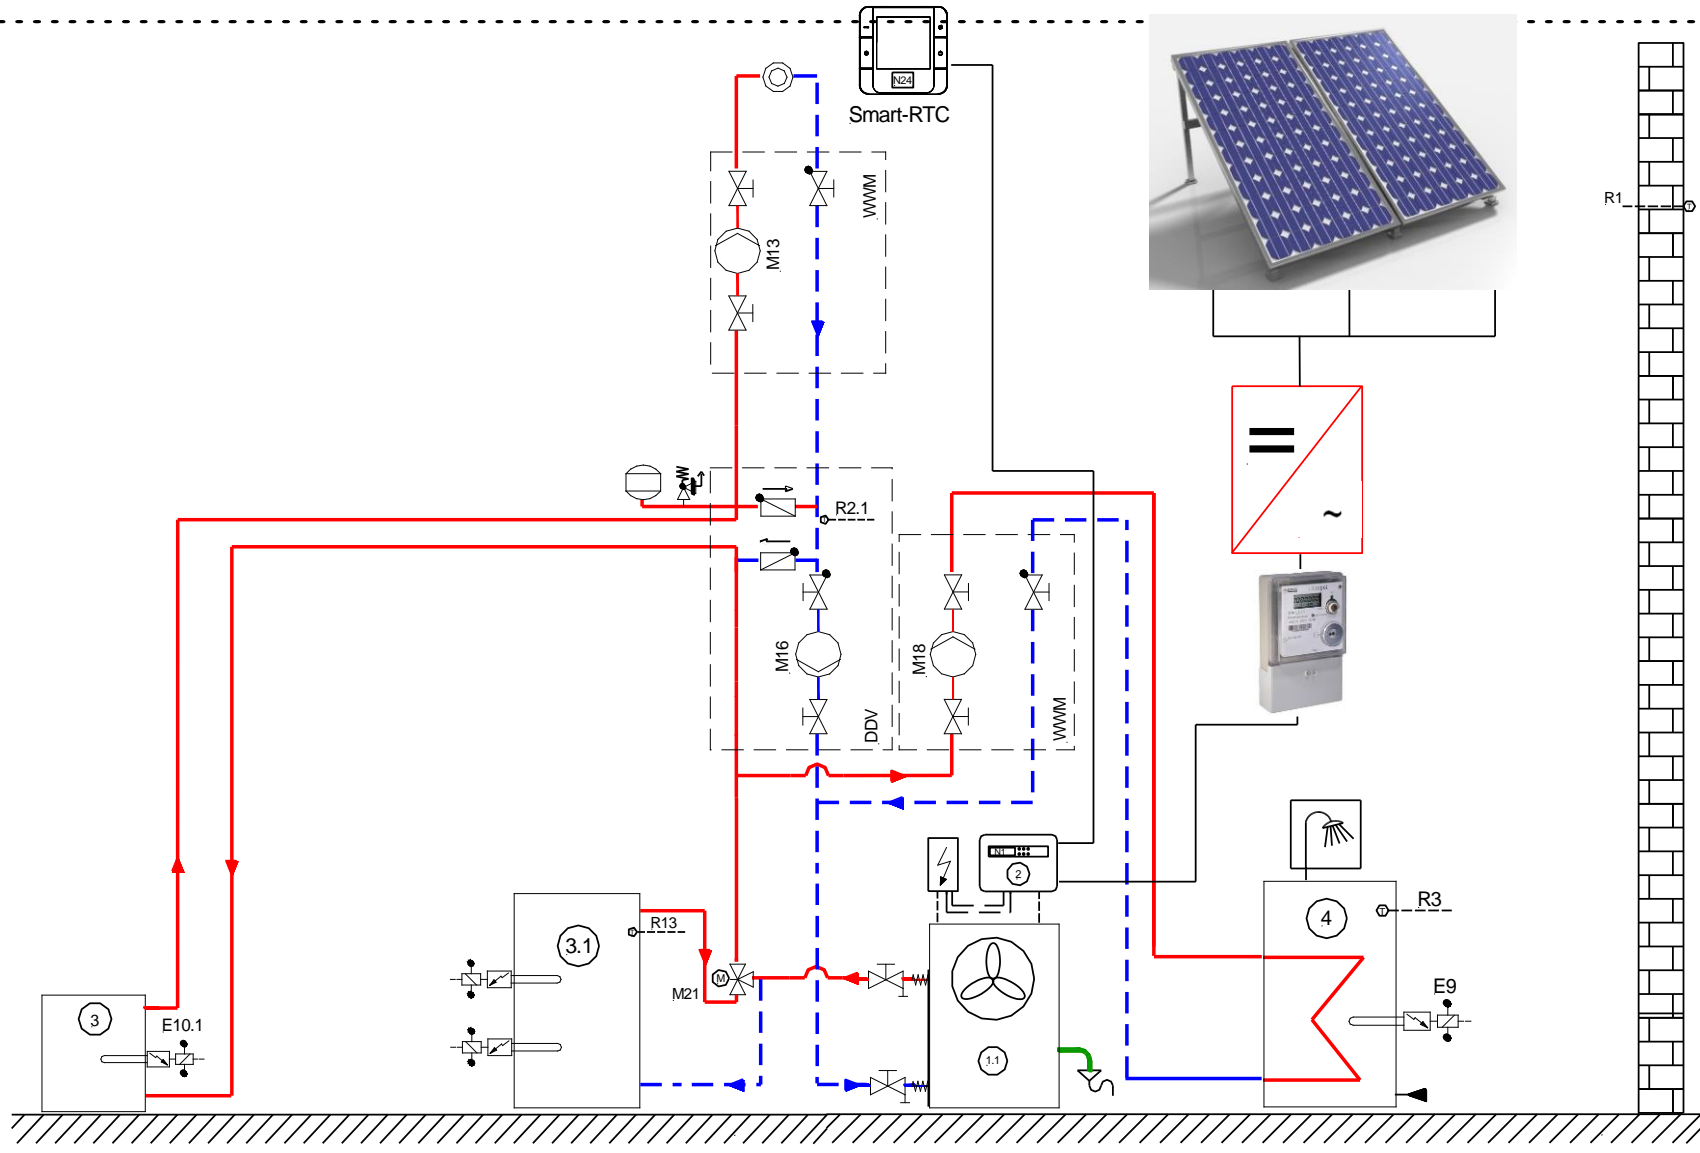 N24
Smart-RTC
R1
WWM
M13
R2.1
M16
M18
DDV
WWM
N1
2
3.1
R13
M
M21
4
T
R3
E9
3
E10.1
1.1
T